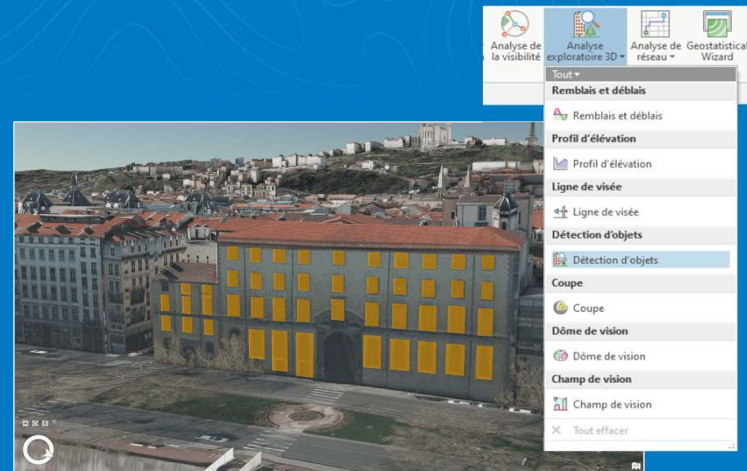 Analyse de
la visibilité
Analyse
exploratoire 3D
Analyse de
réseau
Geostatistical
Wizard
Tout
Remblais et déblais
Remblais et déblais
Profil d'élévation
Profil d'élévation
Ligne de visée
Ligne de visée
Détection d'objets
Détection d'objets
Coupe
Coupe
Dôme de vision
Dôme de vision
Champ de vision
Champ de vision
Tout effacer